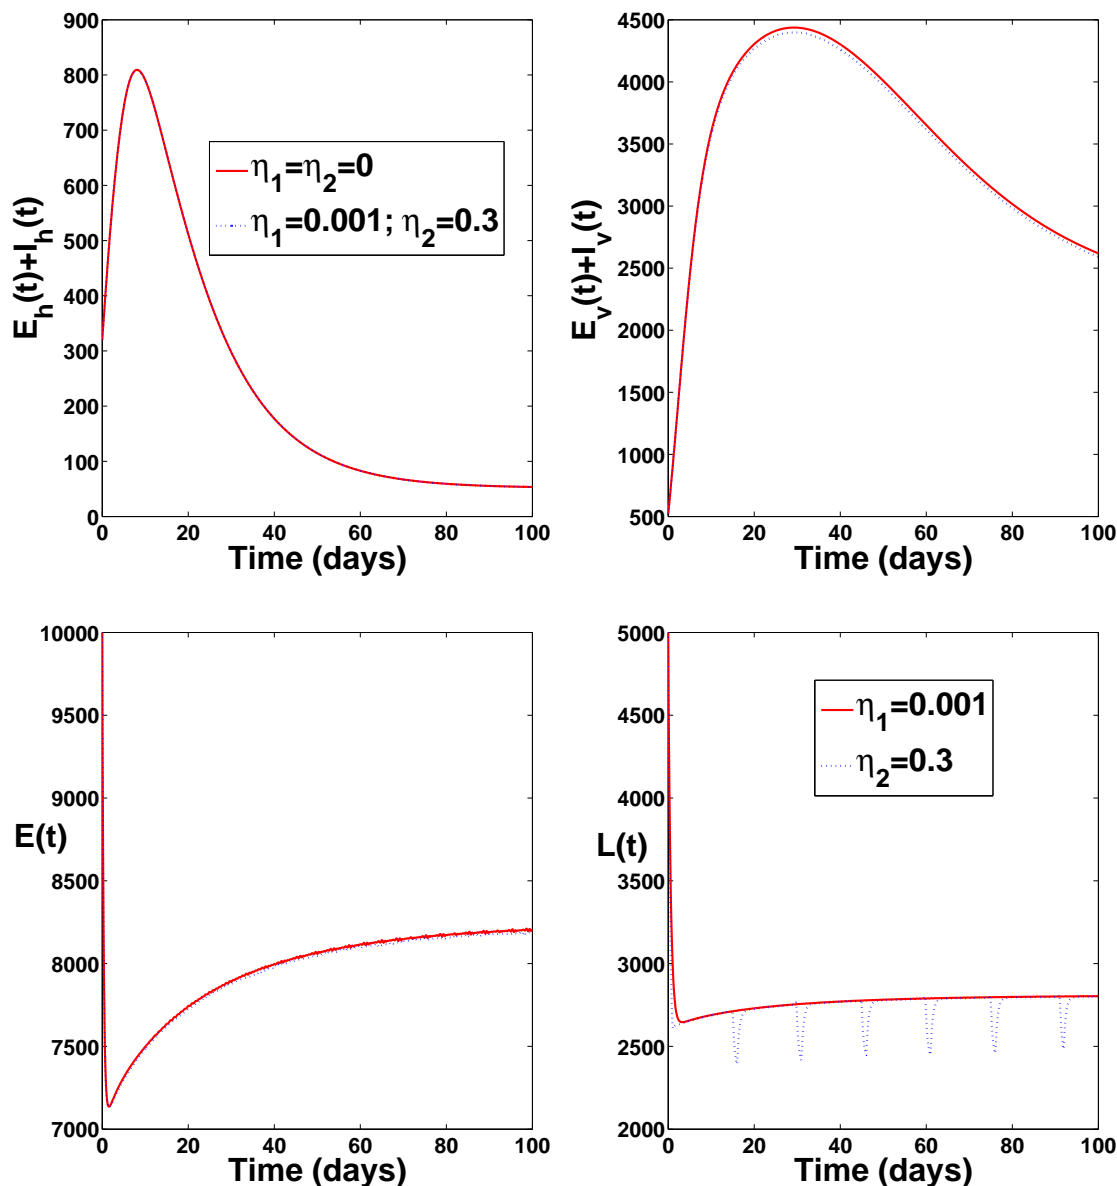 900
800
700
600
500
400
300
200
100
0
E_h(t)+I_h(t)
η_1=η_2=0
η_1=0.001; η_2=0.3
0 20 40 60 80 100
Time (days)
4500
4000
3500
3000
2500
2000
1500
1000
500
E_v(t)+I_v(t)
0 20 40 60 80 100
Time (days)
10000
9500
9000
8500
8000
7500
7000
E(t)
0 20 40 60 80 100
Time (days)
5000
4500
4000
3500
3000
2500
2000
L(t)
η_1=0.001
η_2=0.3
0 20 40 60 80 100
Time (days)